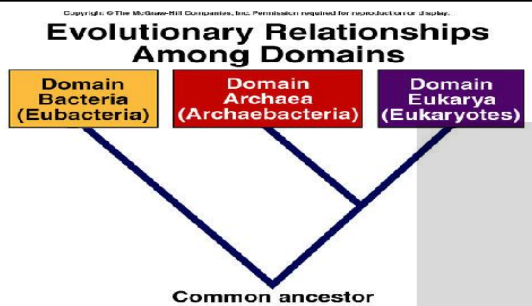 Copyright © The McGraw-Hill Companies, Inc. Permission required for reproduction or display.
Evolutionary Relationships
Among Domains
Domain
Bacteria
(Eubacteria)
Domain
Archaea
(Archaebacteria)
Domain
Eukarya
(Eukaryotes)
Common ancestor